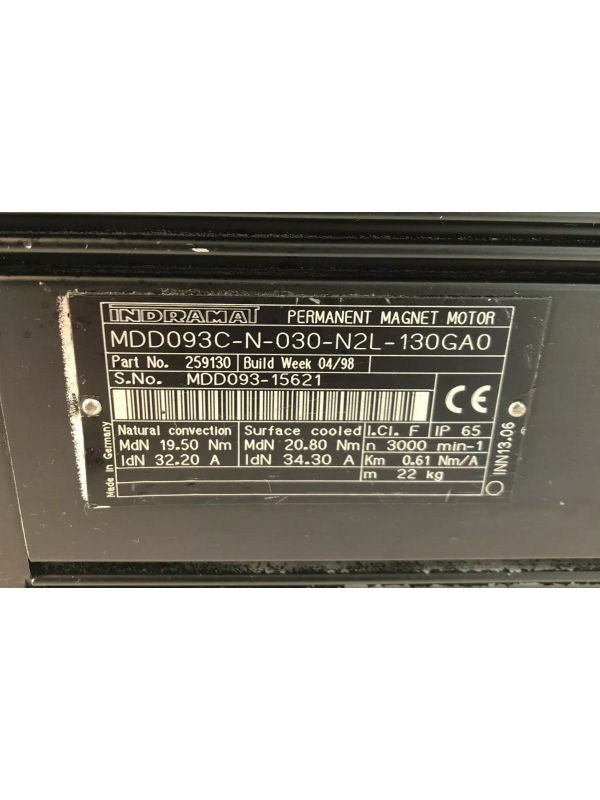 INDRAMAT PERMANENT MAGNET MOTOR
MDD093C-N-030-N2L-130GA0
Part No. 259130 Build Week 04/98
S.No. MDD093-15621
CE
Natural convection Surface cooled I.Cl. F IP 65
MdN 19.50 Nm MdN 20.80 Nm n 3000 min-1
IdN 32.20 A IdN 34.30 A Km 0.61 Nm/A
m 22 kg
Made in Germany
INN13.06